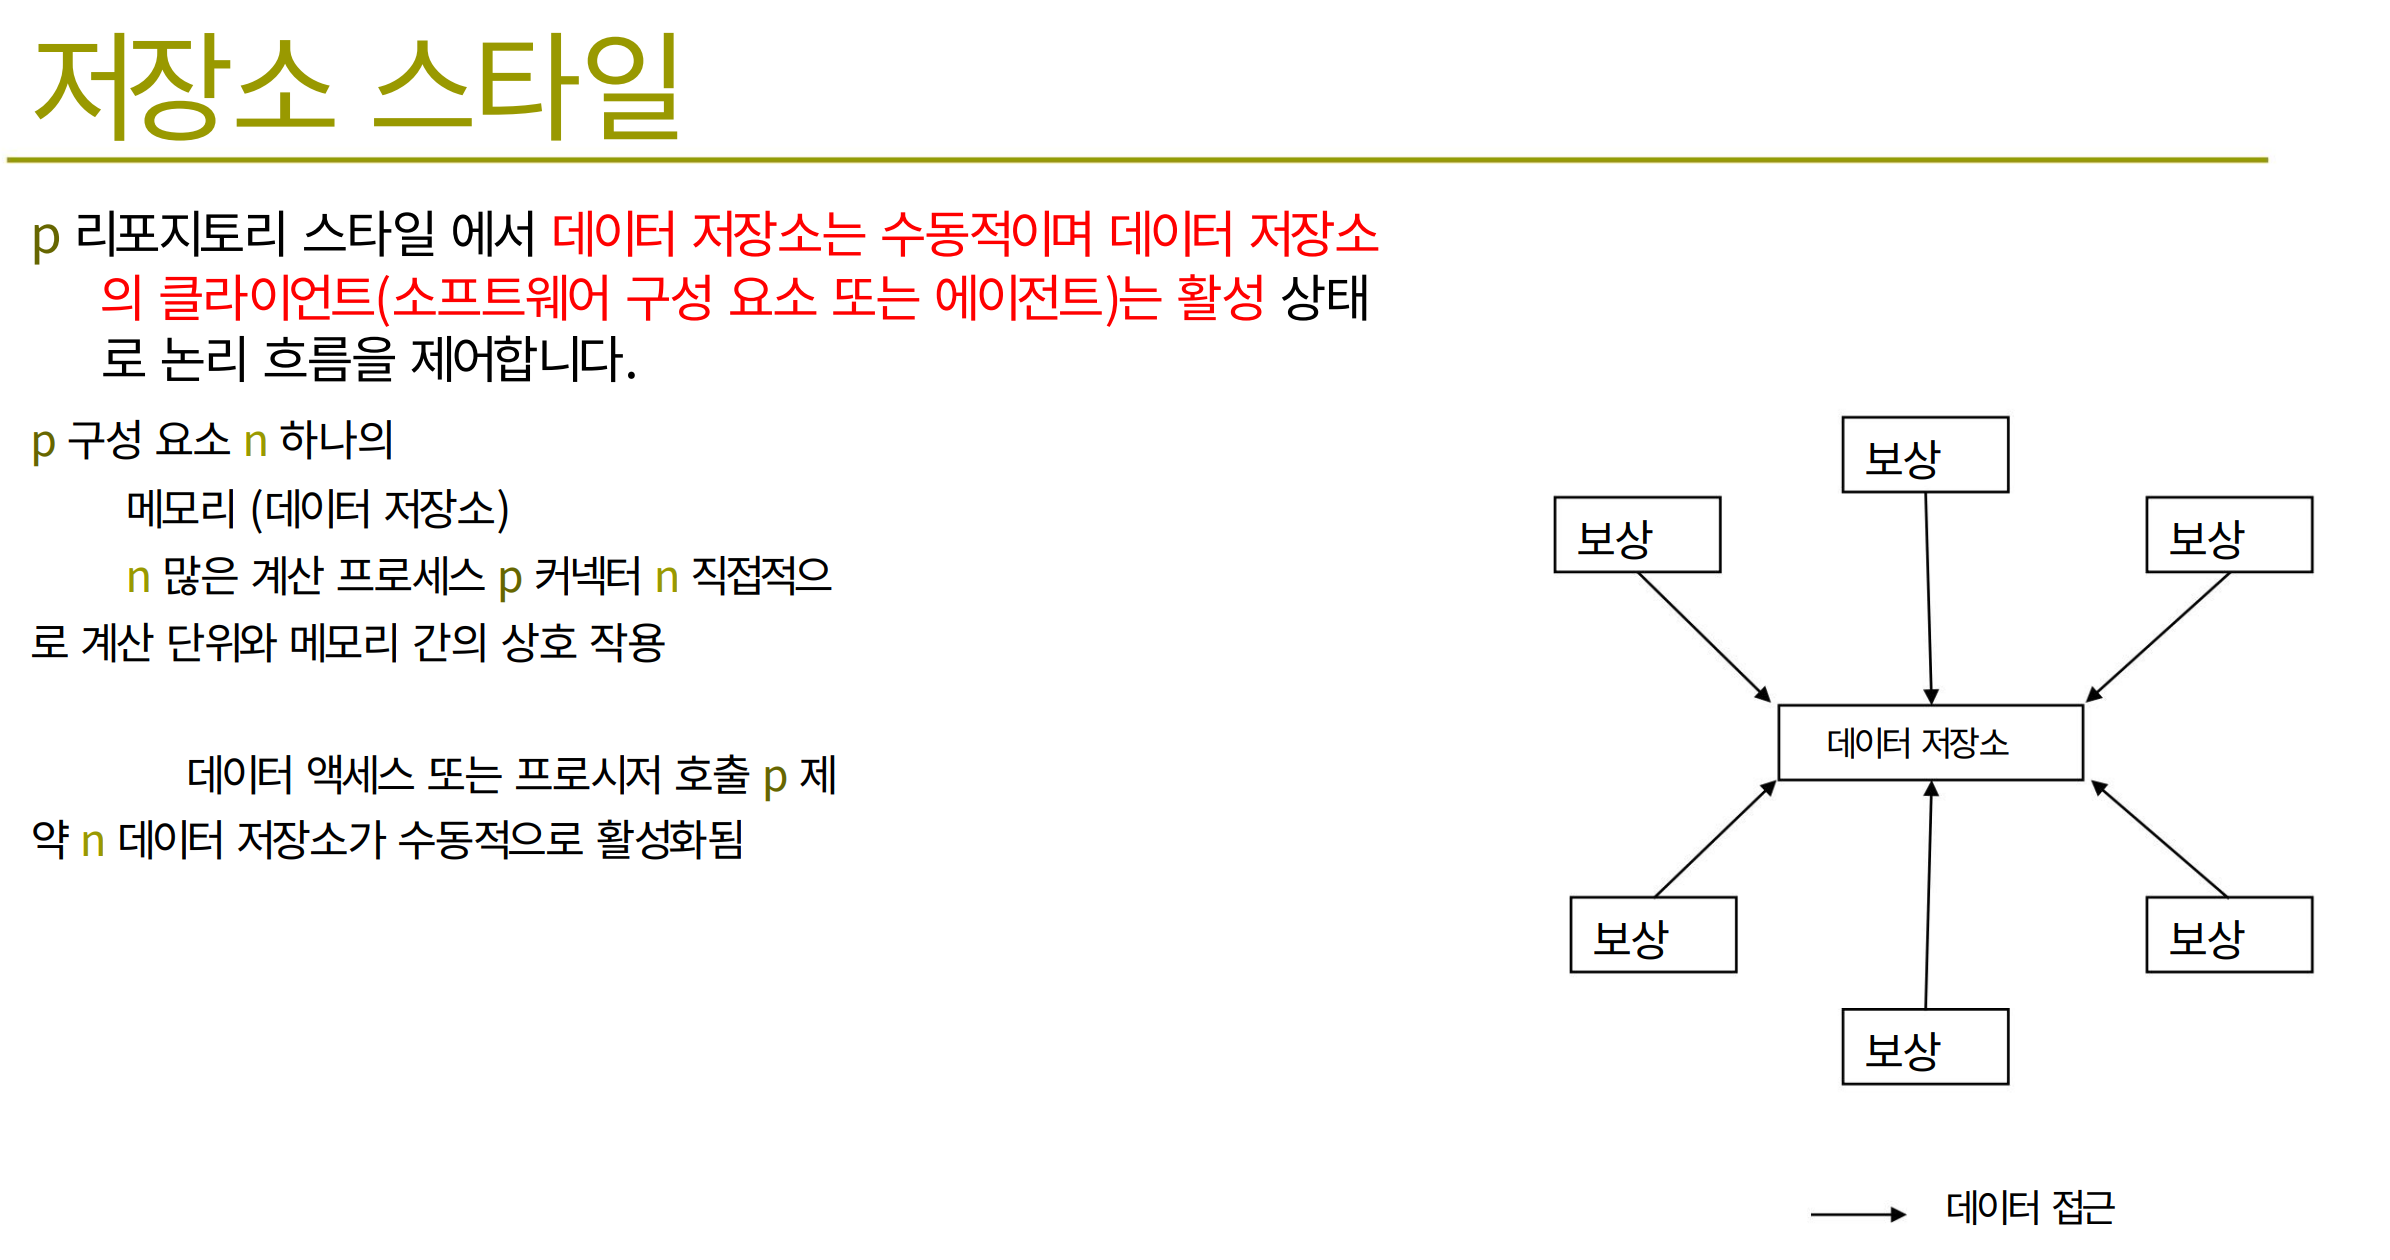 저장소 스타일
p 리포지토리 스타일 에서 데이터 저장소는 수동적이며 데이터 저장소
의 클라이언트(소프트웨어 구성 요소 또는 에이전트)는 활성 상태
로 논리 흐름을 제어합니다.
p 구성 요소 n 하나의
메모리 (데이터 저장소)
n 많은 계산 프로세스 p 커넥터 n 직접적으
로 계산 단위와 메모리 간의 상호 작용
데이터 액세스 또는 프로시저 호출 p 제
약 n 데이터 저장소가 수동적으로 활성화됨
보상
보상
보상
데이터 저장소
보상
보상
보상
데이터 접근